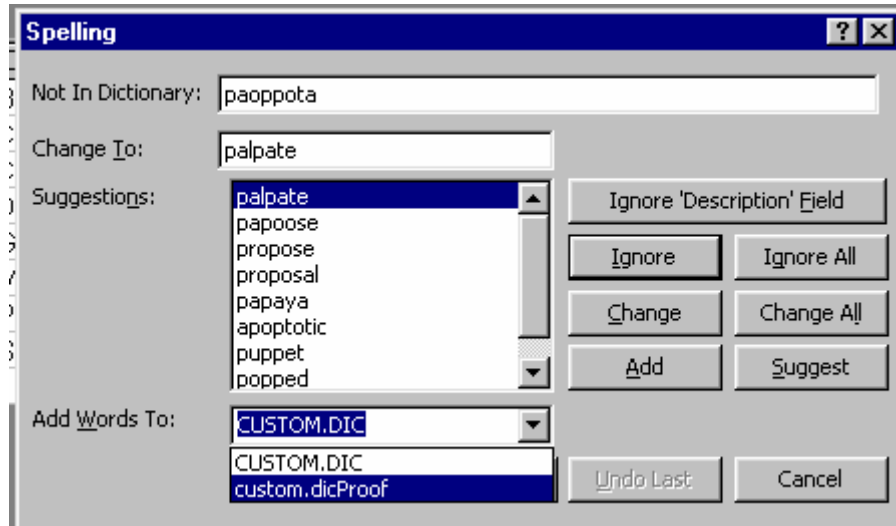 Spelling
Not In Dictionary: paoppota
Change To: palpate
Suggestions:
palpate
papoose
propose
proposal
papaya
apoptotic
puppet
popped
Ignore 'Description' Field
Ignore Ignore All
Change Change All
Add Suggest
Add Words To: CUSTOM.DIC
CUSTOM.DIC
custom.dicProof
Undo Last Cancel